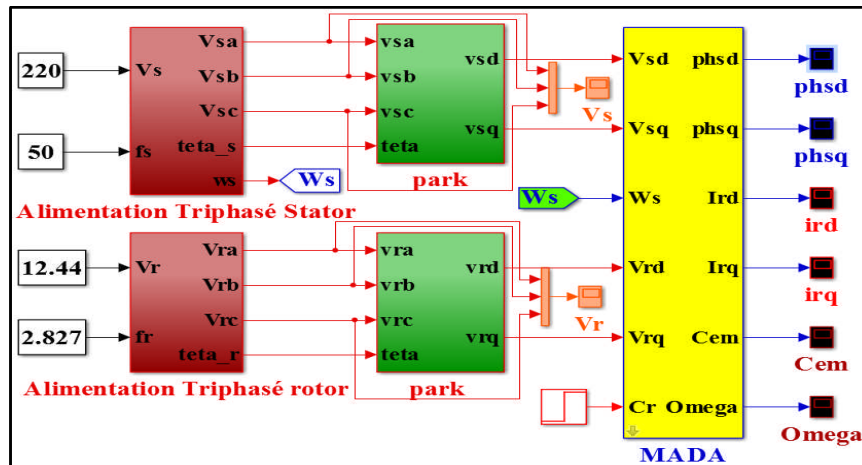 220
50
Vs
fs
Vsa
Vsb
Vsc
teta_s
ws
Alimentation Triphasé Stator
Ws
vsa
vsb
vsc
teta
vsd
vsq
park
Vs
12.44
2.827
Vr
fr
Vra
Vrb
Vrc
teta_r
Alimentation Triphasé rotor
vra
vrb
vrc
teta
vrd
vrq
park
Vr
Ws
Vsd
Vsq
Ws
Vrd
Vrq
Cr
phsd
phsq
Ird
Irq
Cem
Omega
MADA
phsd
phsq
ird
irq
Cem
Omega